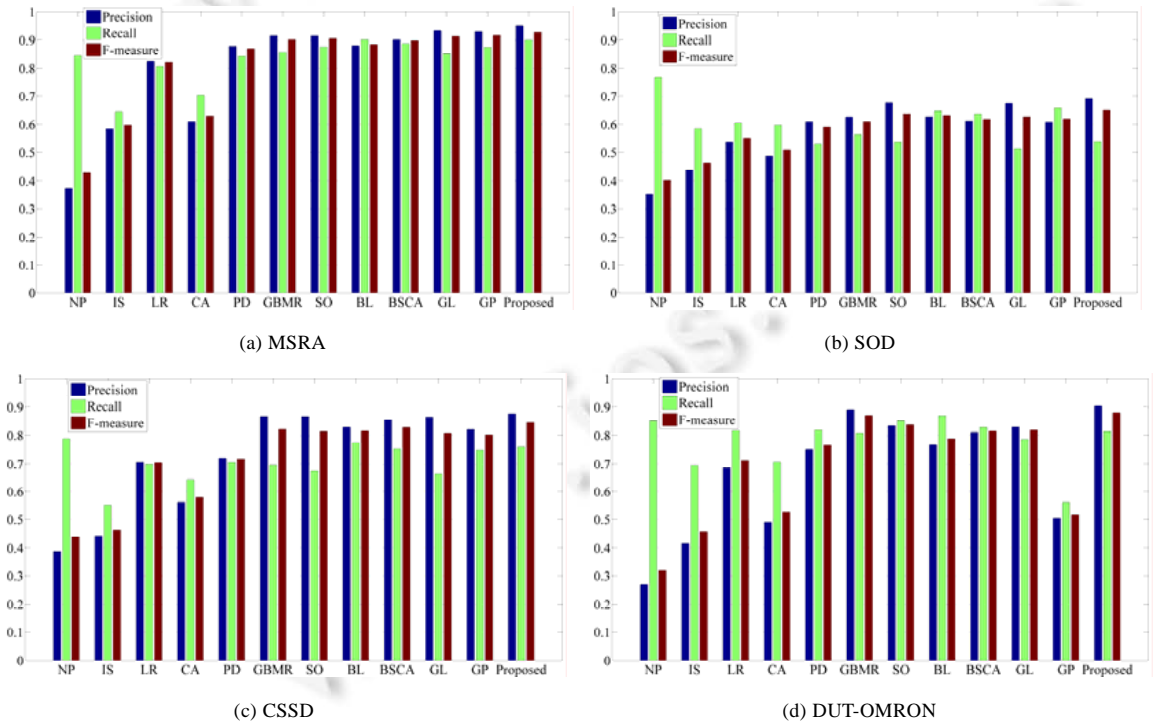 1
0.9
0.8
0.7
0.6
0.5
0.4
0.3
0.2
0.1
0
Precision
Recall
F-measure
NP IS LR CA PD GBMR SO BL BSCA GL GP Proposed
(a) MSRA
1
0.9
0.8
0.7
0.6
0.5
0.4
0.3
0.2
0.1
0
Precision
Recall
F-measure
NP IS LR CA PD GBMR SO BL BSCA GL GP Proposed
(b) SOD
1
0.9
0.8
0.7
0.6
0.5
0.4
0.3
0.2
0.1
0
Precision
Recall
F-measure
NP IS LR CA PD GBMR SO BL BSCA GL GP Proposed
(c) CSSD
1
0.9
0.8
0.7
0.6
0.5
0.4
0.3
0.2
0.1
0
Precision
Recall
F-measure
NP IS LR CA PD GBMR SO BL BSCA GL GP Proposed
(d) DUT-OMRON